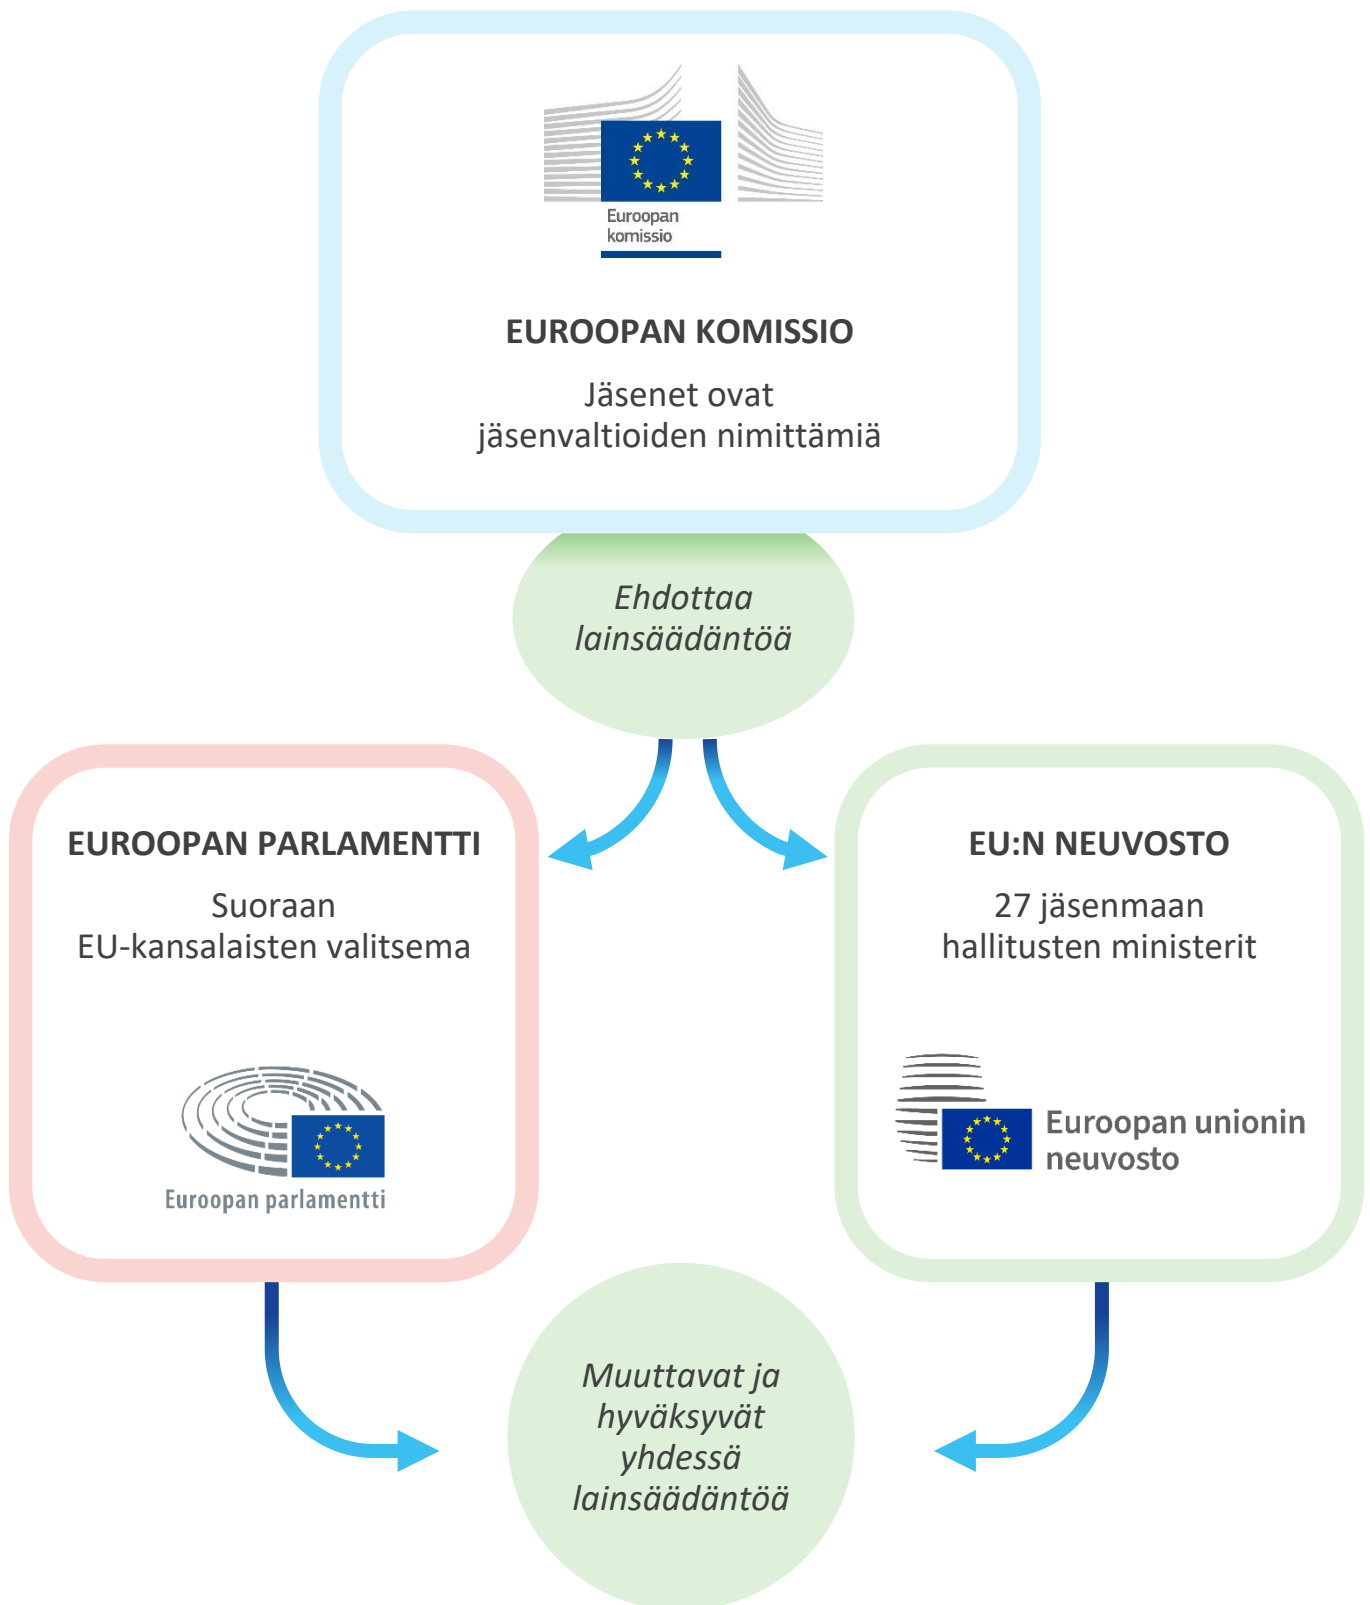 Euroopan
komissio
EUROOPAN KOMISSIO
Jäsenet ovat
jäsenvaltioiden nimittämiä
Ehdottaa
lainsäädäntöä
EUROOPAN PARLAMENTTI
Suoraan
EU-kansalaisten valitsema
Euroopan parlamentti
EU:N NEUVOSTO
27 jäsenmaan
hallitusten ministerit
Euroopan unionin
neuvosto
Muuttavat ja
hyväksyvät
yhdessä
lainsäädäntöä